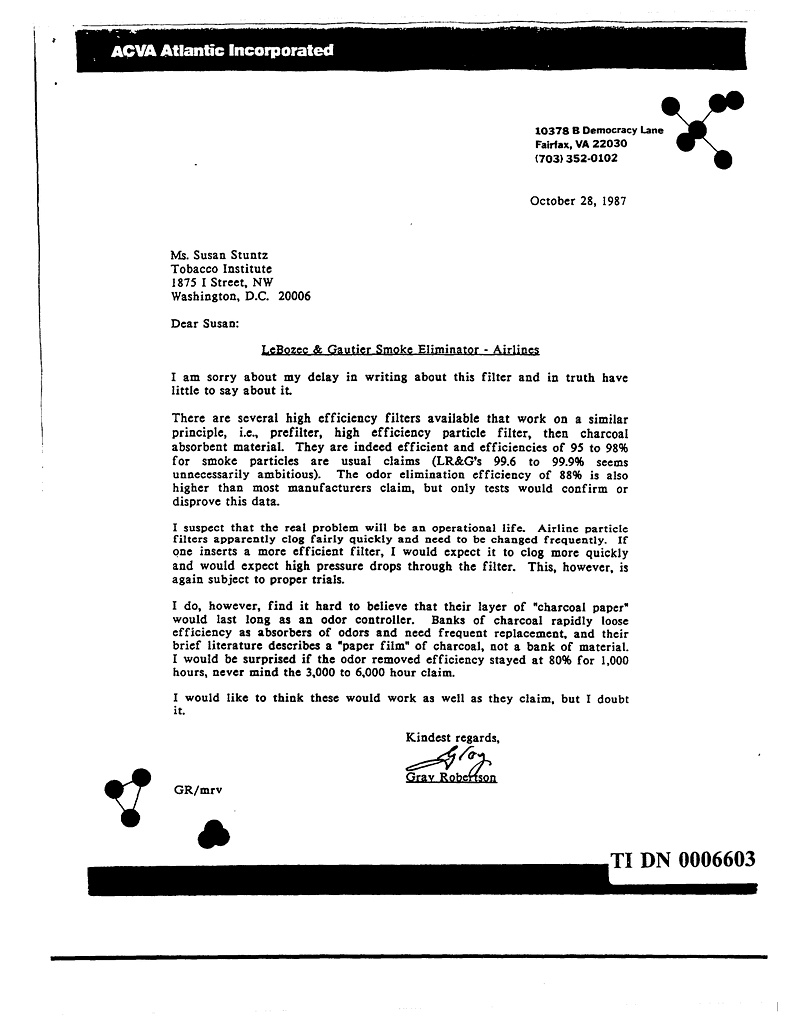 ACVA Atlantic Incorporated
10378 B Democracy Lane
Fairfax, VA 22030
(703) 352-0102
October 28, 1987
Ms. Susan Stuntz
Tobacco Institute
1875 I Street, NW
Washington, D.C. 20006
Dear Susan:
LeBozec & Gautier Smoke Eliminator - Airlines
I am sorry about my delay in writing about this filter and in truth have
little to say about it.
There are several high efficiency filters available that work on a similar
principle, i.e., prefilter, high efficiency particle filter, then charcoal
absorbent material. They are indeed efficient and efficiencies of 95 to 98%
for smoke particles are usual claims (LR&G's 99.6 to 99.9% seems
unnecessarily ambitious). The odor elimination efficiency of 88% is also
higher than most manufacturers claim, but only tests would confirm or
disprove this data.
I suspect that the real problem will be an operational life. Airline particle
filters apparently clog fairly quickly and need to be changed frequently. If
one inserts a more efficient filter, I would expect it to clog more quickly
and would expect high pressure drops through the filter. This, however, is
again subject to proper trials.
I do, however, find it hard to believe that their layer of "charcoal paper"
would last long as an odor controller. Banks of charcoal rapidly loose
efficiency as absorbers of odors and need frequent replacement, and their
brief literature describes a "paper film" of charcoal, not a bank of material.
I would be surprised if the odor removed efficiency stayed at 80% for 1,000
hours, never mind the 3,000 to 6,000 hour claim.
I would like to think these would work as well as they claim, but I doubt
it.
Kindest regards,
Gray
Gray Robertson
GR/mrv
TI DN 0006603